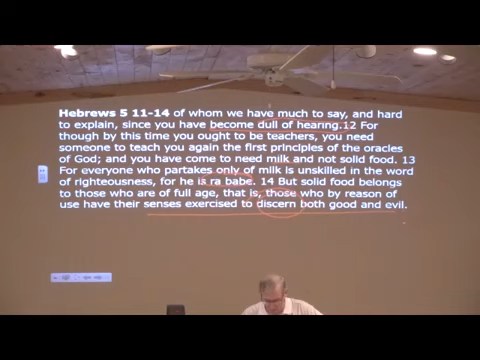 Hebrews 5 11-14 of whom we have much to say, and hard
to explain, since you have become dull of hearing.12 For
though by this time you ought to be teachers, you need
someone to teach you again the first principles of the oracles
of God; and you have come to need milk and not solid food. 13
For everyone who partakes only of milk is unskilled in the word
of righteousness, for he is ra babe. 14 But solid food belongs
to those who are of full age, that is, those who by reason of
use have their senses exercised to discern both good and evil.